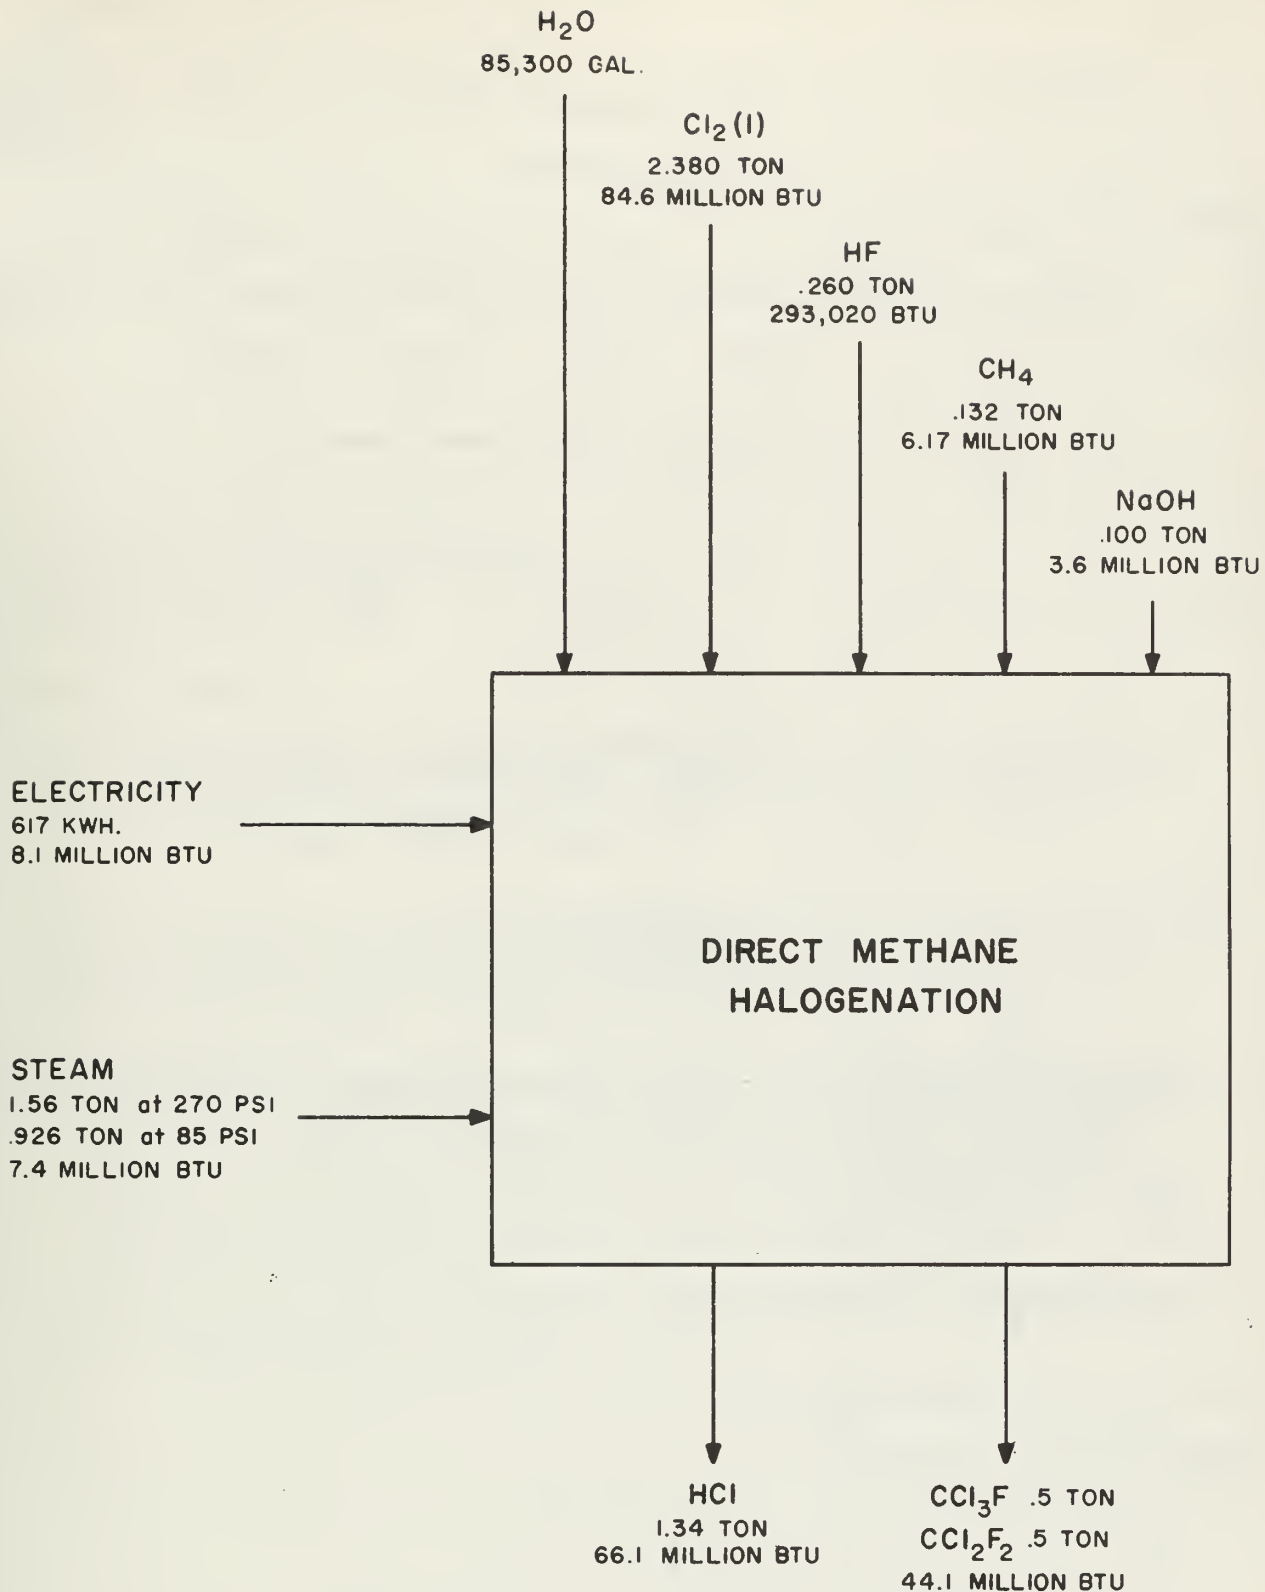 H₂O
85,300 GAL.
Cl₂(l)
2.380 TON
84.6 MILLION BTU
HF
.260 TON
293,020 BTU
CH₄
.132 TON
6.17 MILLION BTU
NaOH
.100 TON
3.6 MILLION BTU
ELECTRICITY
617 KWH.
8.1 MILLION BTU
DIRECT METHANE
HALOGENATION
STEAM
1.56 TON at 270 PSI
.926 TON at 85 PSI
7.4 MILLION BTU
HCl
1.34 TON
66.1 MILLION BTU
CCl₃F .5 TON
CCl₂F₂ .5 TON
44.1 MILLION BTU